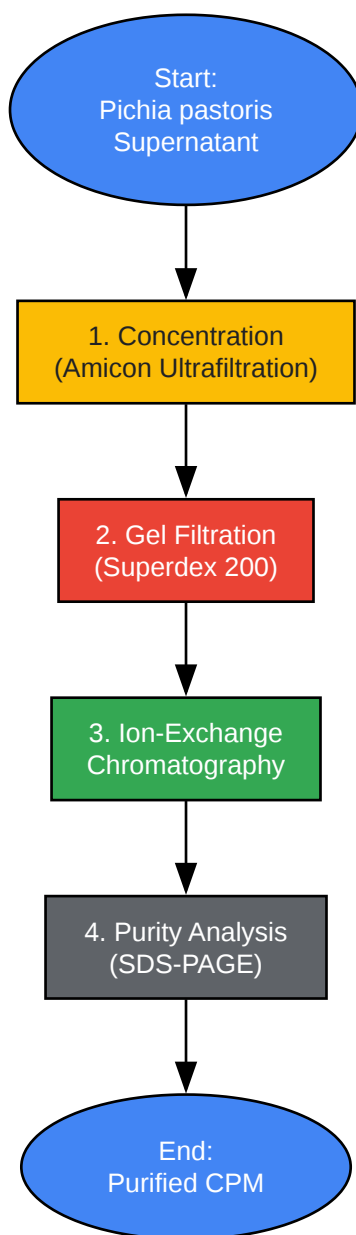 Start:
Pichia pastoris
Supernatant
1. Concentration
(Amicon Ultrafiltration)
2. Gel Filtration
(Superdex 200)
3. Ion-Exchange
Chromatography
4. Purity Analysis
(SDS-PAGE)
End:
Purified CPM